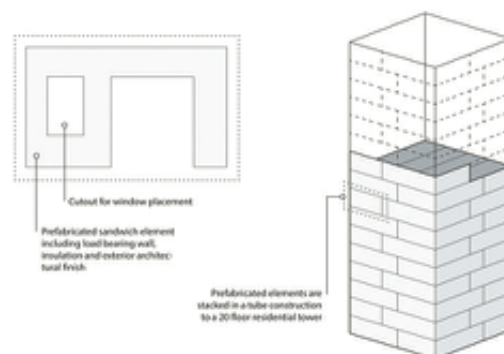 Cutout for window placement
Prefabricated sandwich element
including load bearing wall,
insulation and exterior architec-
tural finish
Prefabricated elements are
stacked in a tube construction
to a 20 floor residential tower